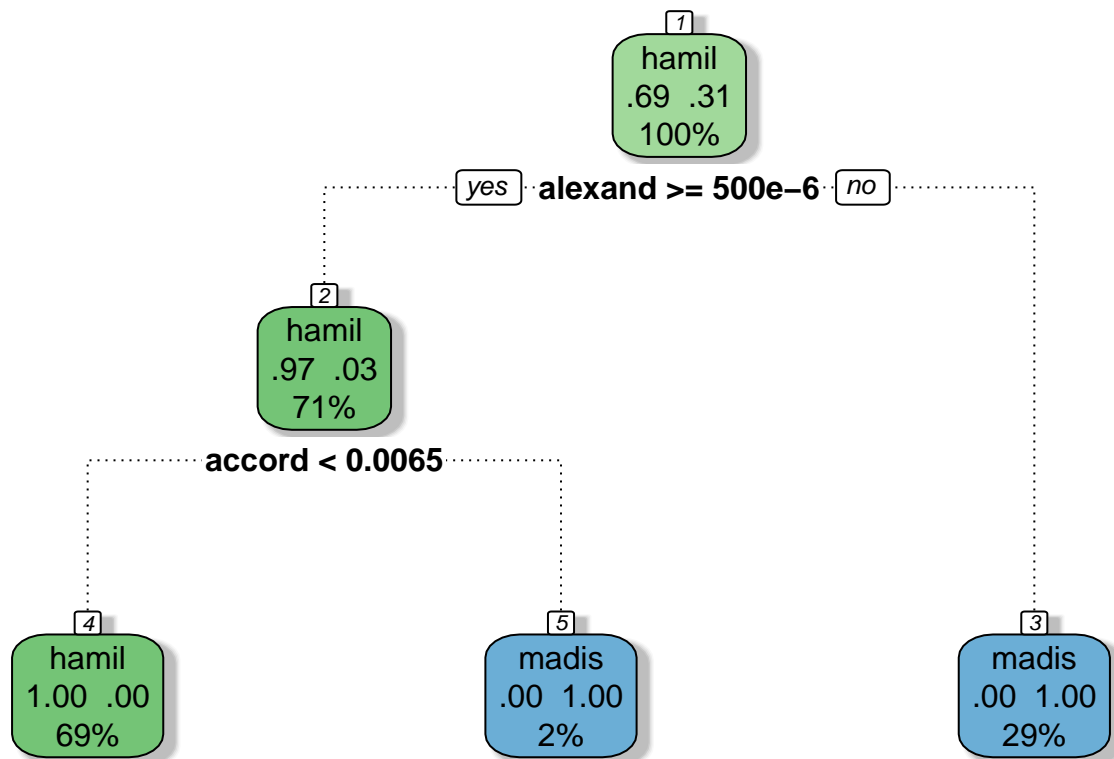 1
hamil
.69 .31
100%
yes alexand >= 500e−6 no
2
hamil
.97 .03
71%
accord < 0.0065
4
hamil
1.00 .00
69%
5
madis
.00 1.00
2%
3
madis
.00 1.00
29%